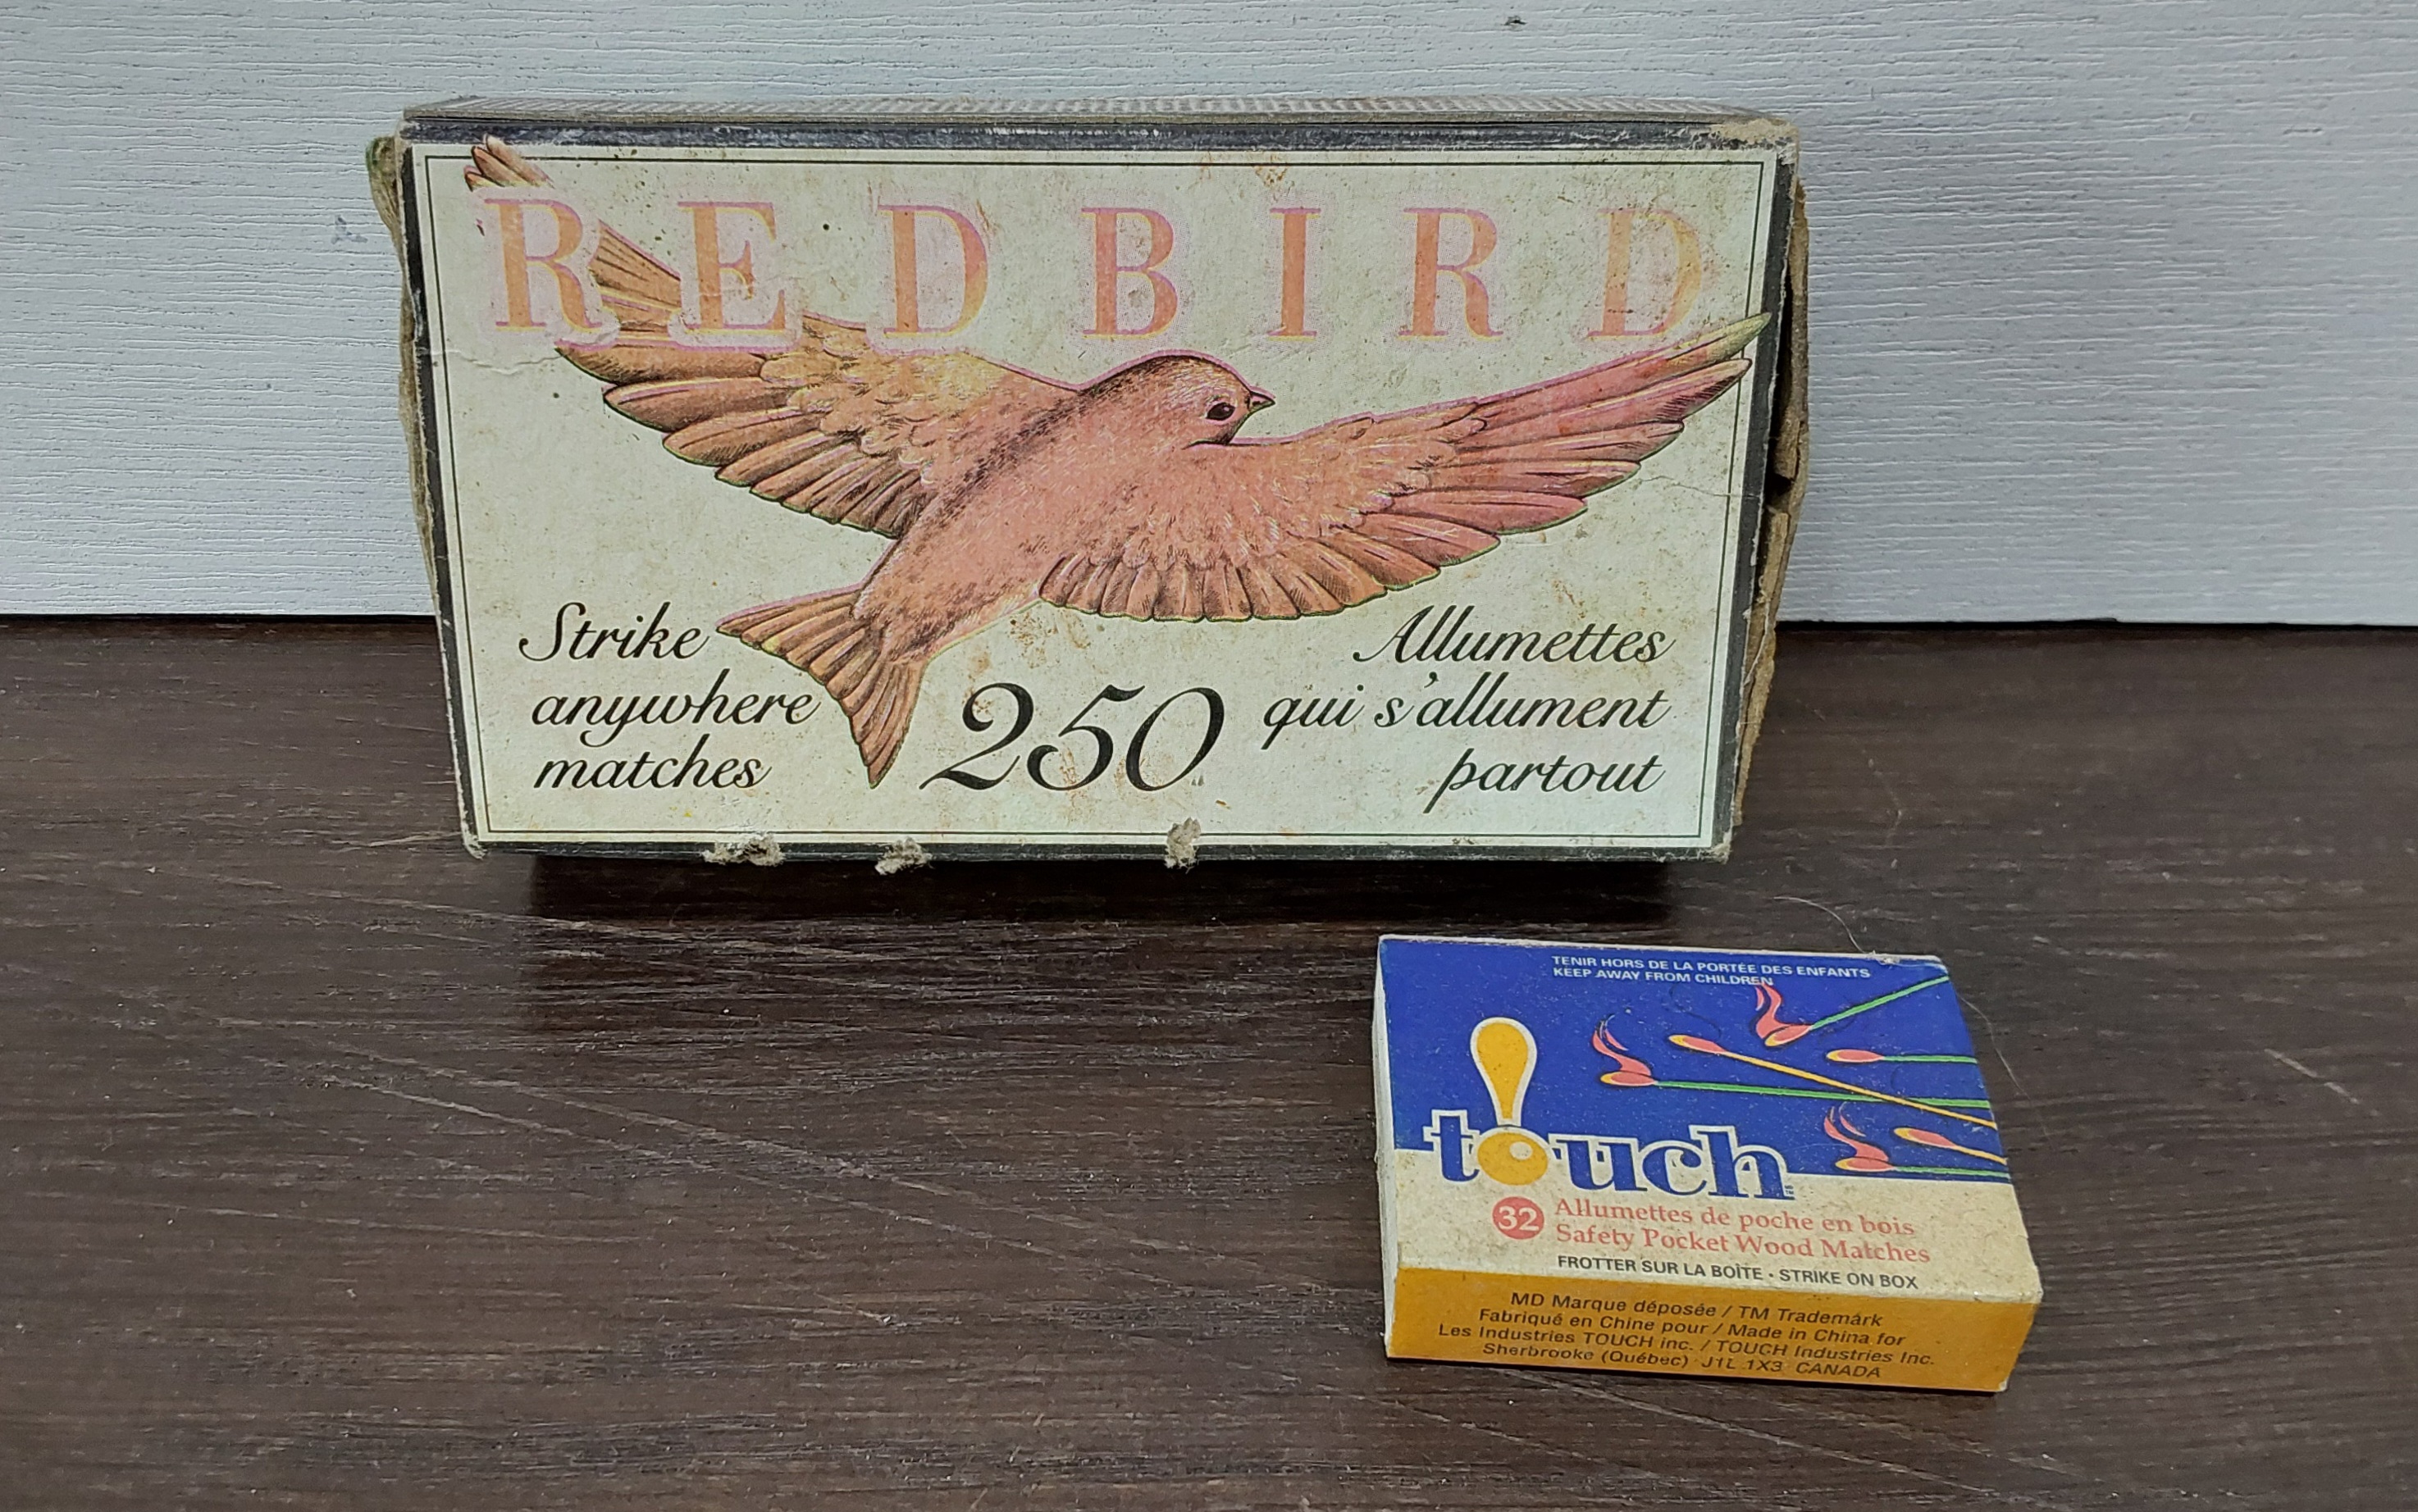 REDBIRD
Strike
anywhere
matches
250
Allumettes
qui s'allument
partout
TENIR HORS DE LA PORTÉE DES ENFANTS
KEEP AWAY FROM CHILDREN
touch
32
Allumettes de poche en bois
Safety Pocket Wood Matches
FROTTER SUR LA BOÎTE • STRIKE ON BOX
MD Marque déposée / TM Trademark
Fabriqué en Chine pour / Made in China for
Les Industries TOUCH inc. / TOUCH Industries Inc.
Sherbrooke (Québec) J1L 1X3 CANADA